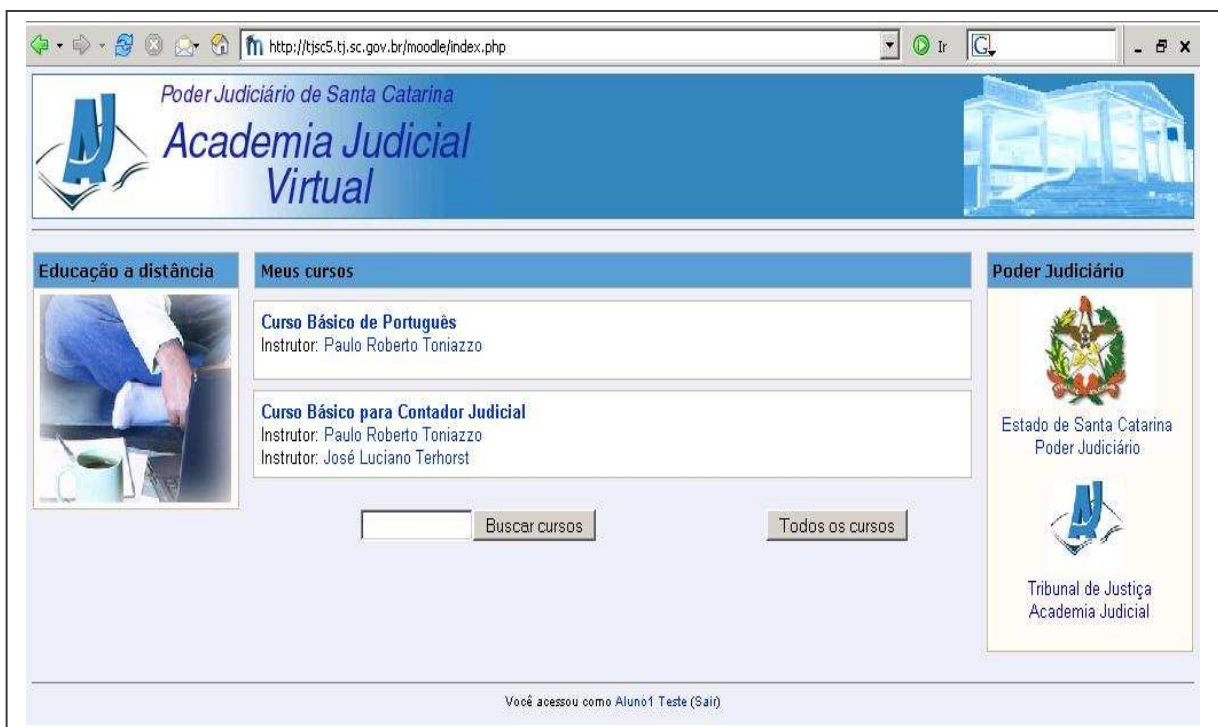 http://tjsc5.tj.sc.gov.br/moodle/index.php
Ir
Poder Judiciário de Santa Catarina
Academia Judicial
Virtual
Educação a distância
Meus cursos
Curso Básico de Português
Instrutor: Paulo Roberto Toniazzo
Curso Básico para Contador Judicial
Instrutor: Paulo Roberto Toniazzo
Instrutor: José Luciano Terhorst
Buscar cursos
Todos os cursos
Poder Judiciário
Estado de Santa Catarina
Poder Judiciário
Tribunal de Justiça
Academia Judicial
Você acessou como Aluno1 Teste (Sair)